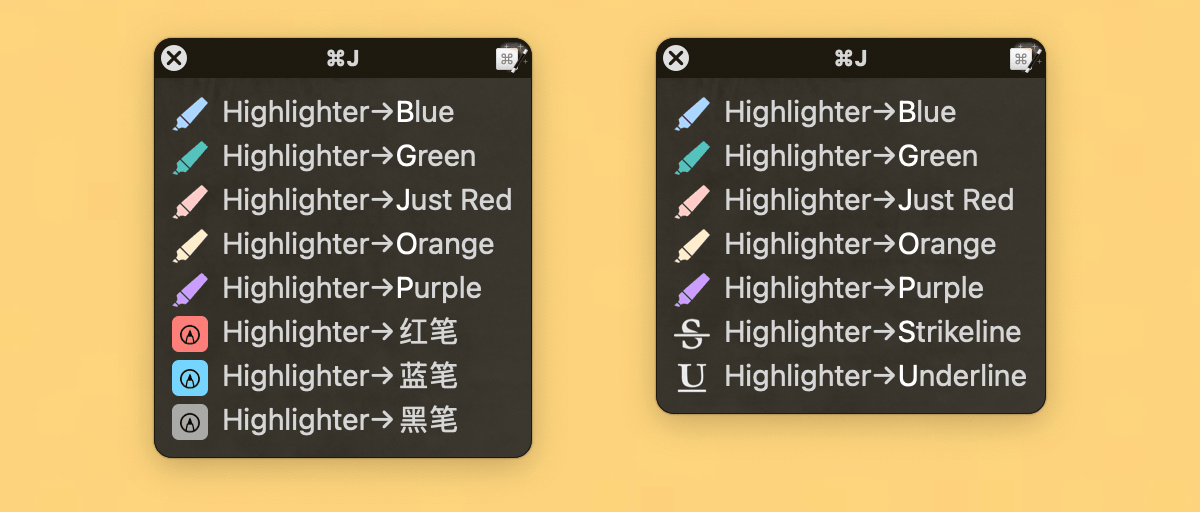 ⌘J
Highlighter→Blue
Highlighter→Green
Highlighter→Just Red
Highlighter→Orange
Highlighter→Purple
Highlighter→红笔
Highlighter→蓝笔
Highlighter→黑笔
⌘J
Highlighter→Blue
Highlighter→Green
Highlighter→Just Red
Highlighter→Orange
Highlighter→Purple
Highlighter→Strikeline
Highlighter→Underline